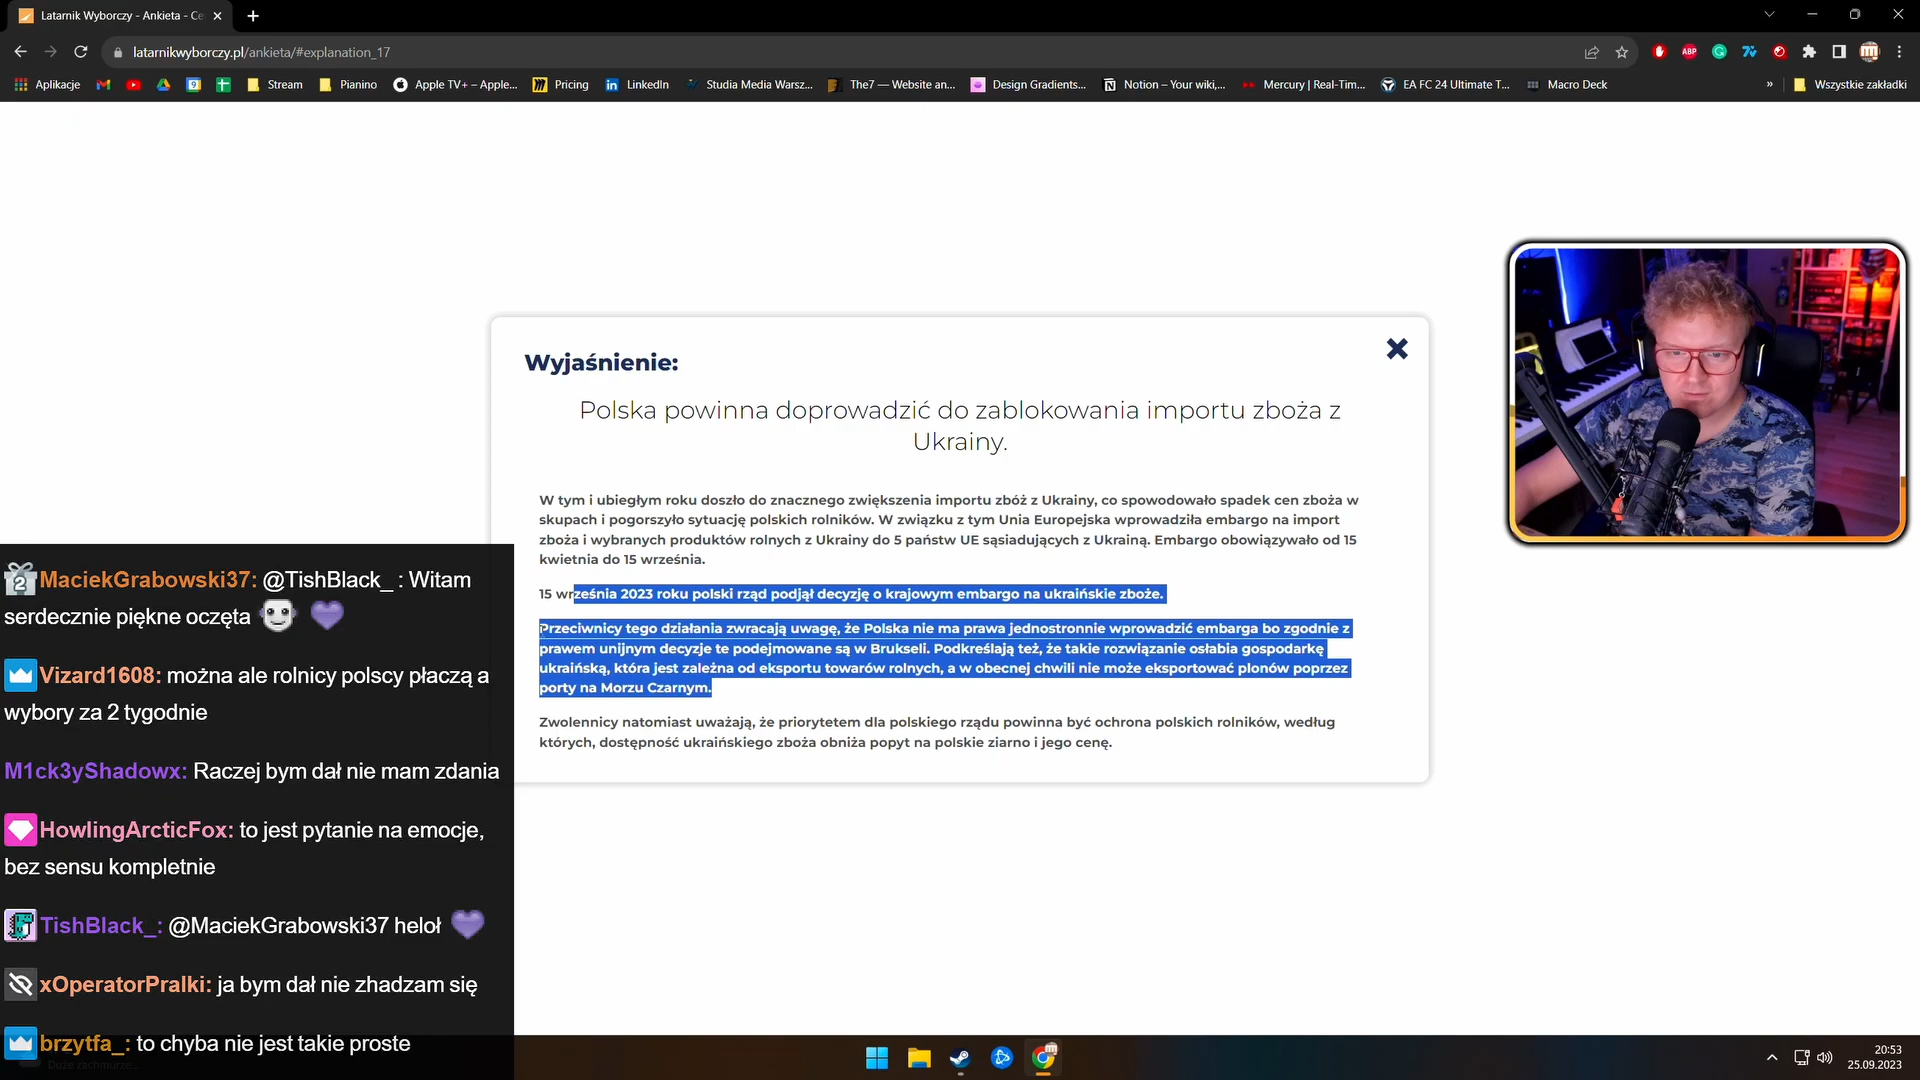 Latarnik Wyborczy - Ankieta - Ce
latarnikwyborczy.pl/ankieta/#explanation_17
ABP
Aplikacje
Stream
Pianino
Apple TV+ – Apple...
Pricing
LinkedIn
Studia Media Warsz...
The7 — Website an...
Design Gradients...
Notion – Your wiki,...
Mercury | Real-Tim...
EA FC 24 Ultimate T...
Macro Deck
»
Wszystkie zakładki
Wyjaśnienie:
Polska powinna doprowadzić do zablokowania importu zboża z
Ukrainy.
W tym i ubiegłym roku doszło do znacznego zwiększenia importu zbóż z Ukrainy, co spowodowało spadek cen zboża w
skupach i pogorszyło sytuację polskich rolników. W związku z tym Unia Europejska wprowadziła embargo na import
zboża i wybranych produktów rolnych z Ukrainy do 5 państw UE sąsiadujących z Ukrainą. Embargo obowiązywało od 15
kwietnia do 15 września.
15 września 2023 roku polski rząd podjął decyzję o krajowym embargo na ukraińskie zboże.
Przeciwnicy tego działania zwracają uwagę, że Polska nie ma prawa jednostronnie wprowadzić embarga bo zgodnie z
prawem unijnym decyzje te podejmowane są w Brukseli. Podkreślają też, że takie rozwiązanie osłabia gospodarkę
ukraińską, która jest zależna od eksportu towarów rolnych, a w obecnej chwili nie może eksportować plonów poprzez
porty na Morzu Czarnym.
Zwolennicy natomiast uważają, że priorytetem dla polskiego rządu powinna być ochrona polskich rolników, według
których, dostępność ukraińskiego zboża obniża popyt na polskie ziarno i jego cenę.
2 MaciekGrabowski37: @TishBlack_ : Witam
serdecznie piękne oczęta
Vizard1608: można ale rolnicy polscy płaczą a
wybory za 2 tygodnie
M1ck3yShadowx: Raczej bym dał nie mam zdania
HowlingArcticFox: to jest pytanie na emocje,
bez sensu kompletnie
TishBlack_: @MaciekGrabowski37 heloł
xOperatorPralki: ja bym dał nie zhadzam się
brzytfa_: to chyba nie jest takie proste
Duże zachmurze...
20:53
25.09.2023